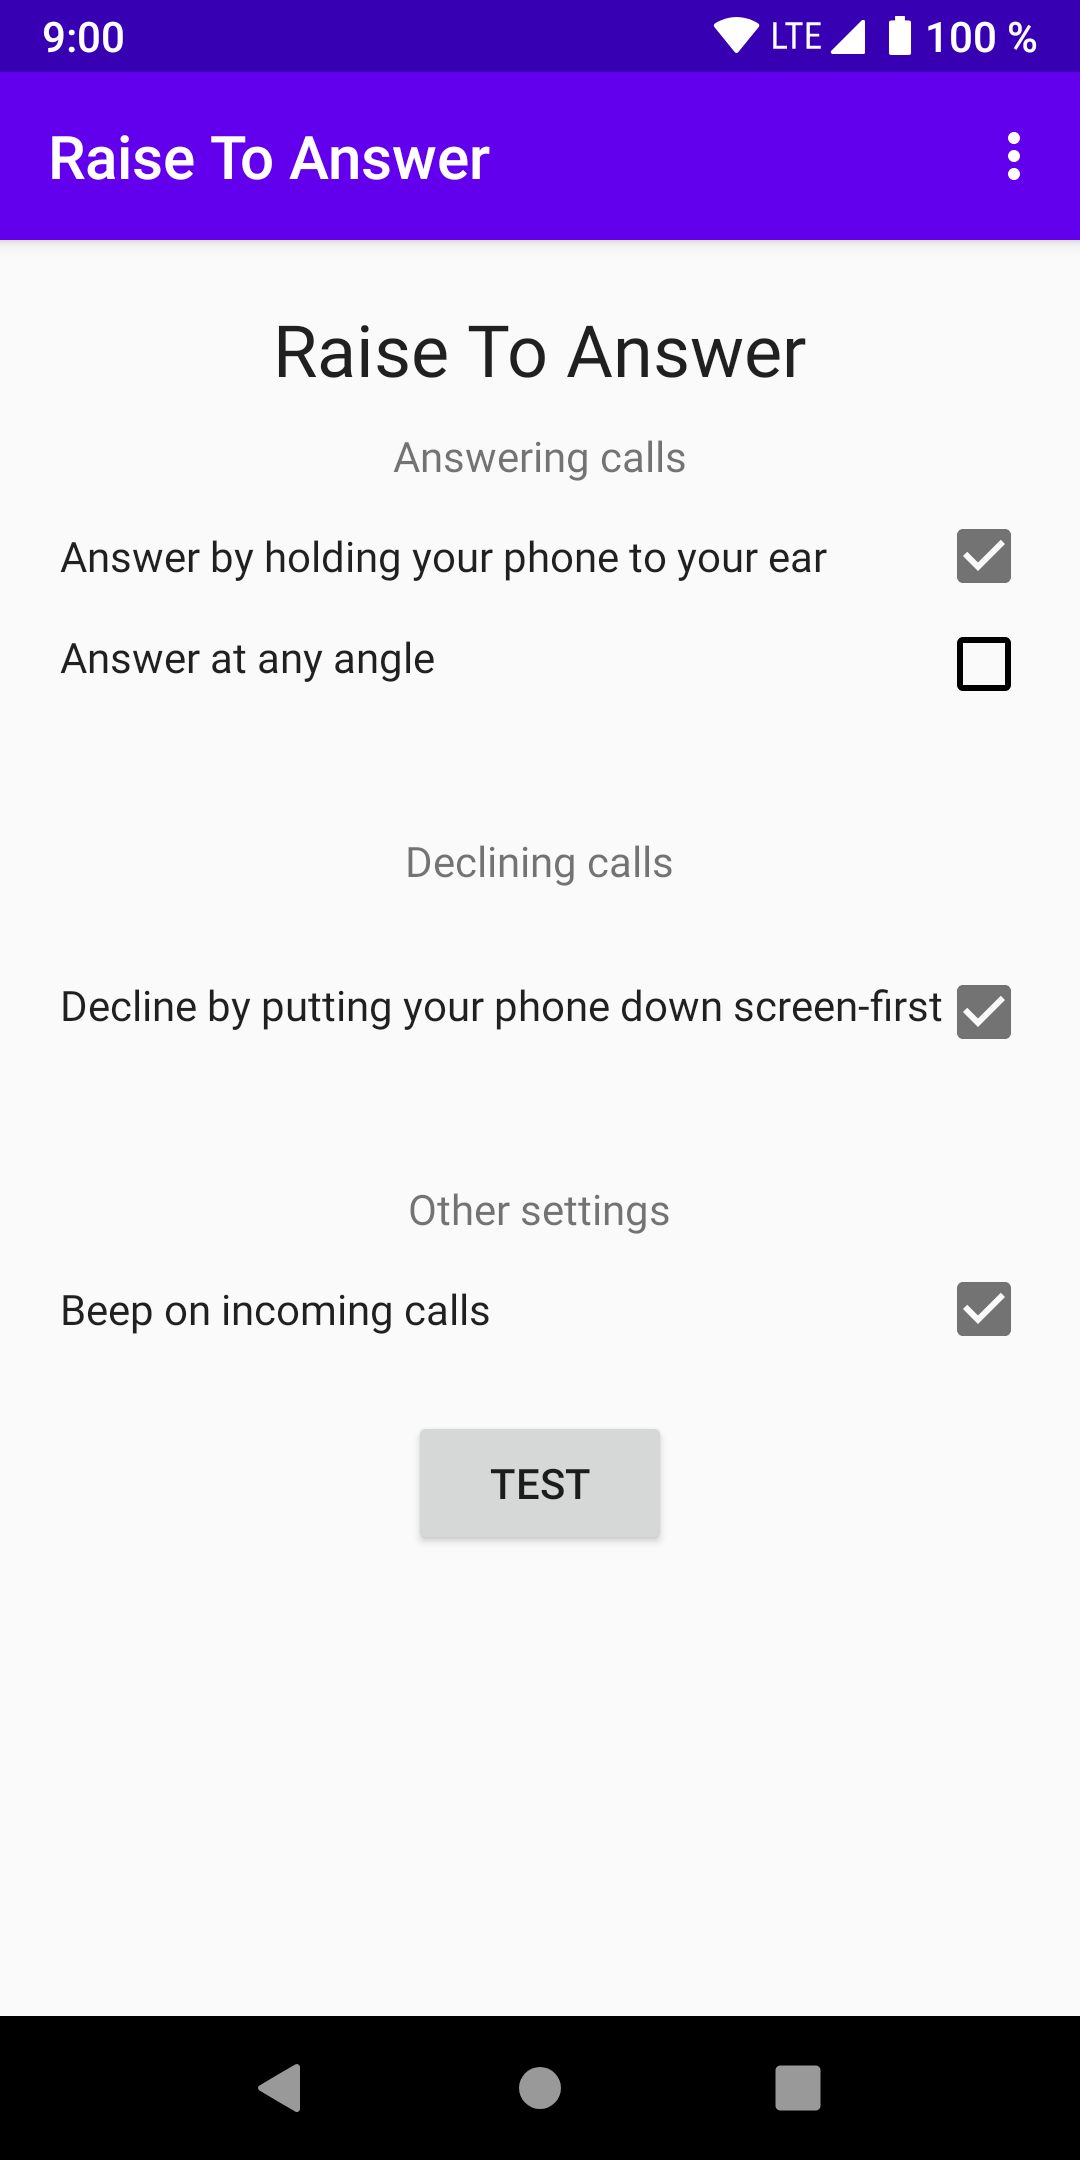 9:00 LTE 100 %
Raise To Answer
Raise To Answer
Answering calls
Answer by holding your phone to your ear
Answer at any angle
Declining calls
Decline by putting your phone down screen-first
Other settings
Beep on incoming calls
TEST